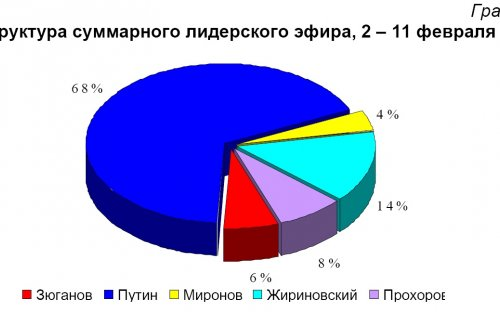 Гра
руктура суммарного лидерского эфира, 2 – 11 февраля
68%
4%
14%
8%
6%
Зюганов Путин Миронов Жириновский Прохоров